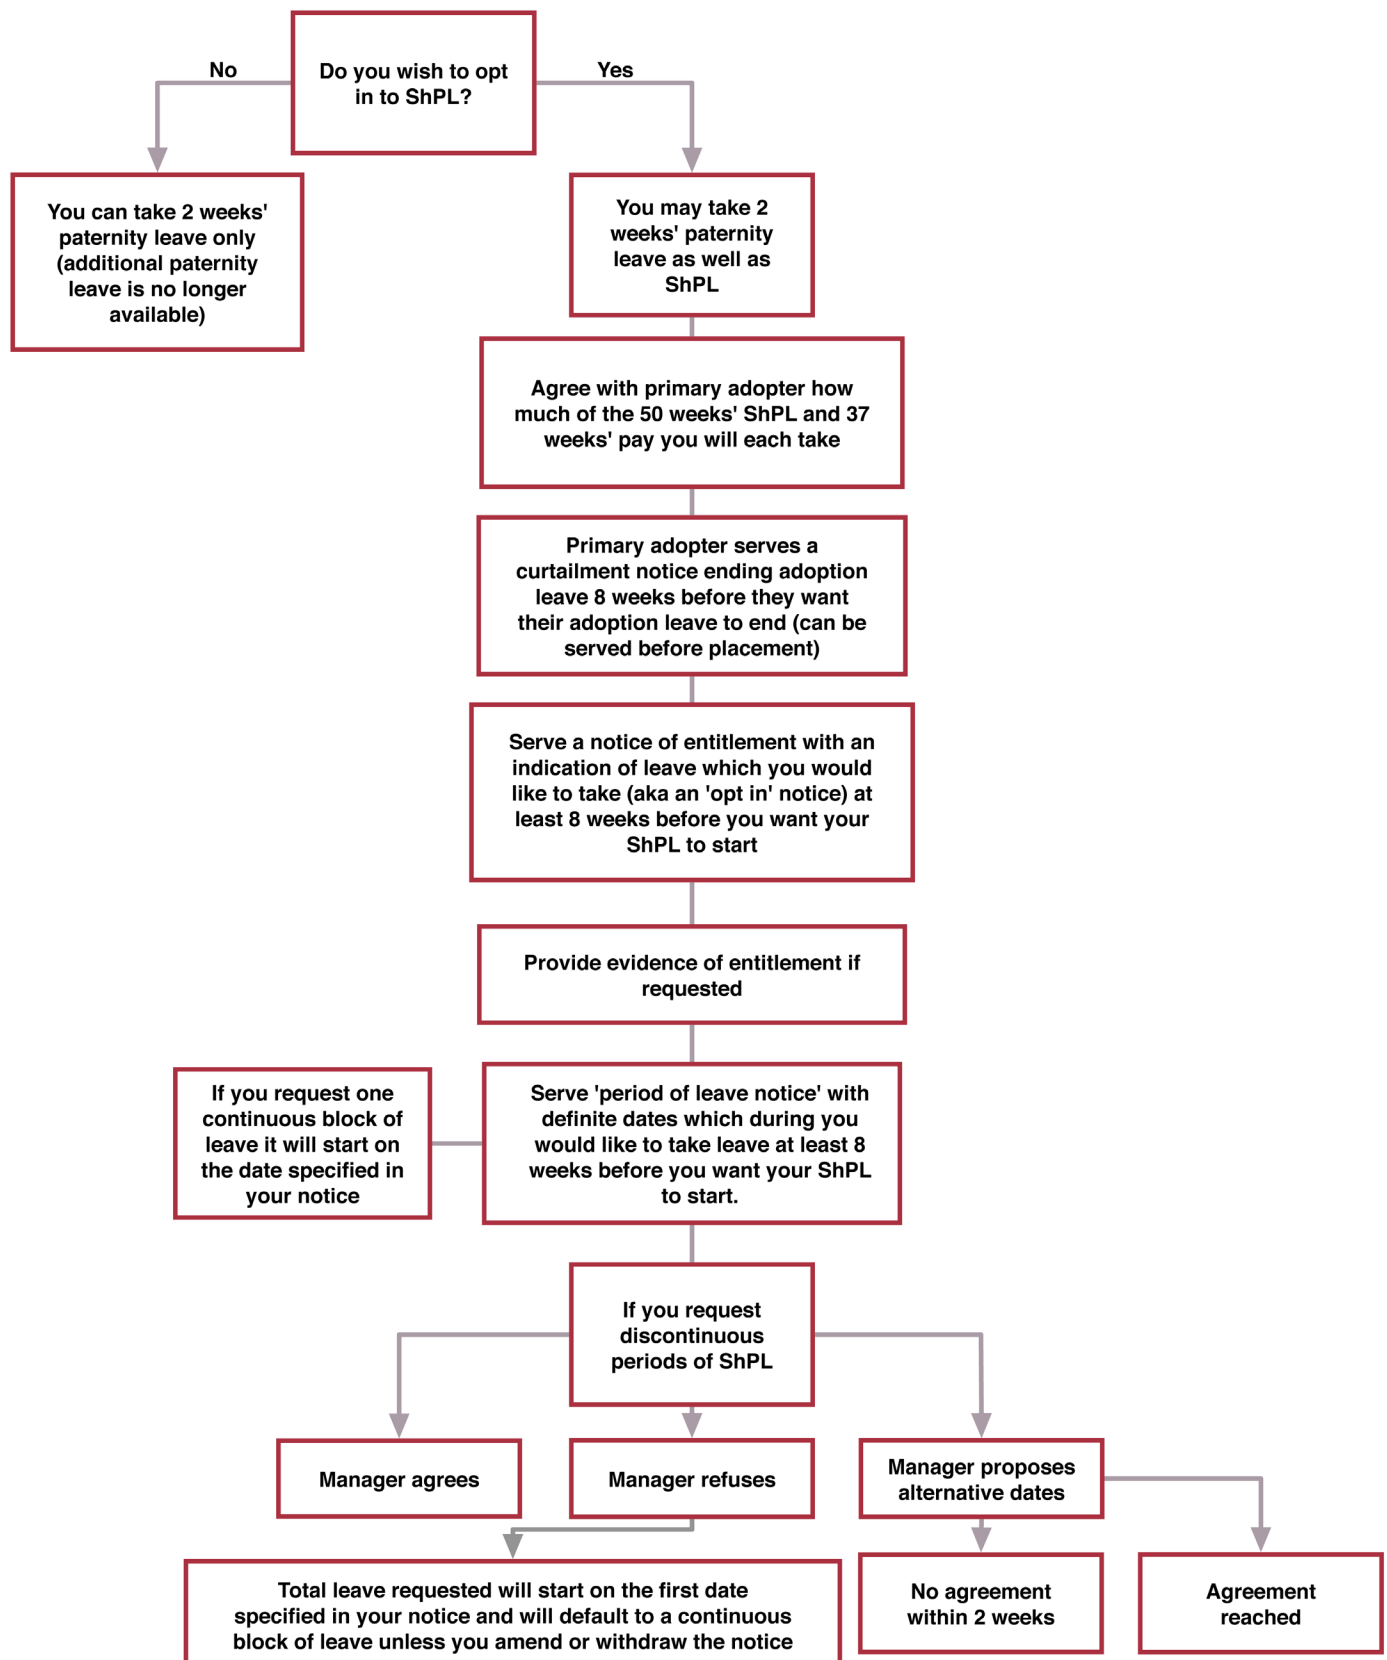 Do you wish to opt
in to ShPL?
No
Yes
You can take 2 weeks'
paternity leave only
(additional paternity
leave is no longer
available)
You may take 2
weeks' paternity
leave as well as
ShPL
Agree with primary adopter how
much of the 50 weeks' ShPL and 37
weeks' pay you will each take
Primary adopter serves a
curtailment notice ending adoption
leave 8 weeks before they want
their adoption leave to end (can be
served before placement)
Serve a notice of entitlement with an
indication of leave which you would
like to take (aka an 'opt in' notice) at
least 8 weeks before you want your
ShPL to start
Provide evidence of entitlement if
requested
If you request one
continuous block of
leave it will start on
the date specified in
your notice
Serve 'period of leave notice' with
definite dates which during you
would like to take leave at least 8
weeks before you want your ShPL
to start.
If you request
discontinuous
periods of ShPL
Manager agrees
Manager refuses
Manager proposes
alternative dates
Total leave requested will start on the first date
specified in your notice and will default to a continuous
block of leave unless you amend or withdraw the notice
No agreement
within 2 weeks
Agreement
reached